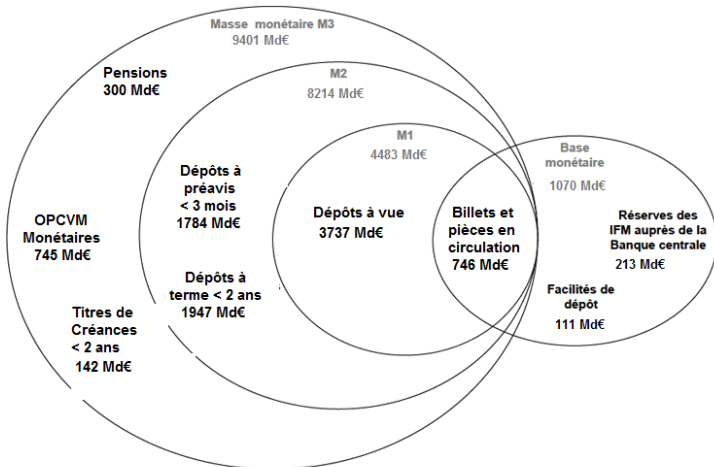 Masse monétaire M3
9401 Md€
Pensions
300 Md€
M2
8214 Md€
M1
4483 Md€
Base
monétaire
1070 Md€
Dépôts à
préavis
< 3 mois
1784 Md€
OPCVM
Monétaires
745 Md€
Dépôts à vue
3737 Md€
Billets et
pièces en
circulation
746 Md€
Réserves des
IFM auprès de la
Banque centrale
213 Md€
Dépôts à
terme < 2 ans
1947 Md€
Facilités de
dépôt
111 Md€
Titres de
Créances
< 2 ans
142 Md€